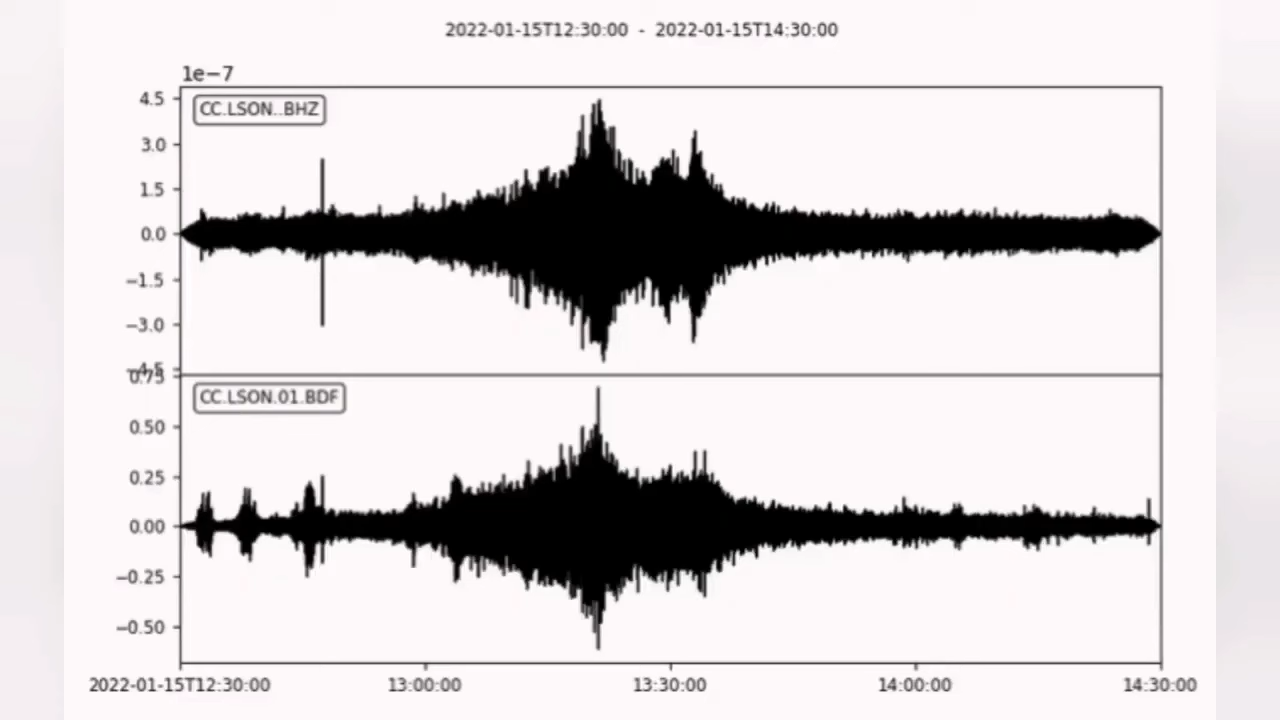 2022-01-15T12:30:00 - 2022-01-15T14:30:00
1e−7
CC.LSON..BHZ
4.5
3.0
1.5
0.0
−1.5
−3.0
−4.5
0.75
CC.LSON.01.BDF
0.50
0.25
0.00
−0.25
−0.50
2022-01-15T12:30:00 13:00:00 13:30:00 14:00:00 14:30:00